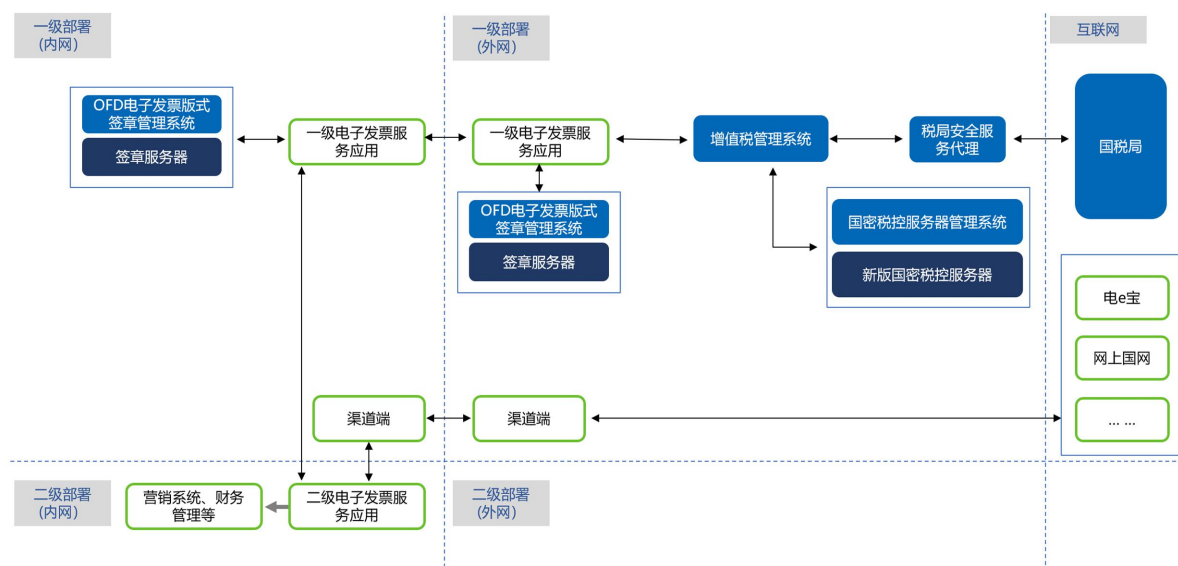 一级部署
(内网)
一级部署
(外网)
互联网
OFD电子发票版式
签章管理系统
签章服务器
一级电子发票服
务应用
一级电子发票服
务应用
增值税管理系统
税局安全服
务代理
国税局
OFD电子发票版式
签章管理系统
签章服务器
国密税控服务器管理系统
新版国密税控服务器
电e宝
网上国网
... ...
渠道端
渠道端
二级部署
(内网)
营销系统、财务
管理等
二级电子发票服
务应用
二级部署
(外网)